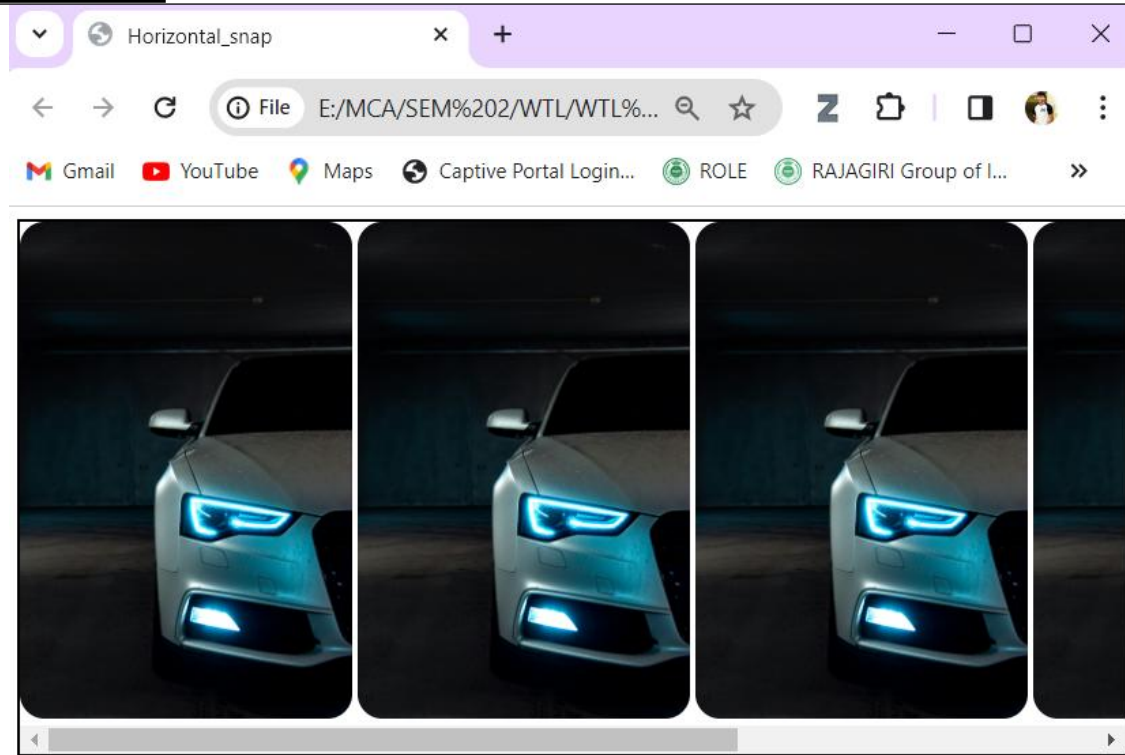 Horizontal_snap
File E:/MCA/SEM%202/WTL/WTL%...
Gmail YouTube Maps Captive Portal Login... ROLE RAJAGIRI Group of I...